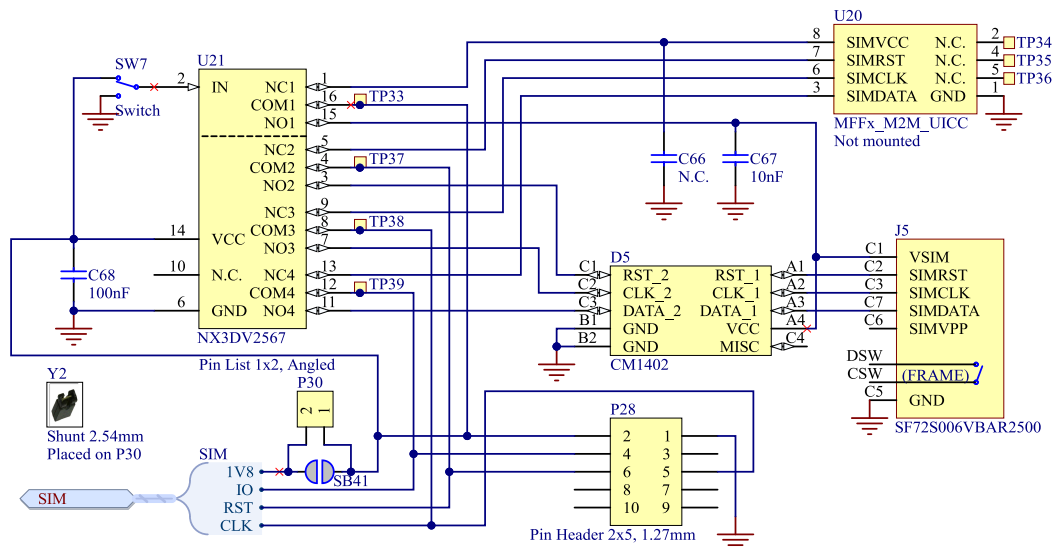 U20
8 SIMVCC N.C. 2 TP34
7 SIMRST N.C. 4 TP35
6 SIMCLK N.C. 5 TP36
3 SIMDATA GND 1
MFFx_M2M_UICC
Not mounted
SW7
Switch
U21
2 IN NC1 1
COM1 16 TP33
NO1 15
NC2 5
COM2 4 TP37
NO2 3
NC3 9
14 VCC COM3 8 TP38
NO3 7
10 N.C. NC4 13
COM4 12 TP39
6 GND NO4 11
NX3DV2567
C68
100nF
C66
N.C.
C67
10nF
D5
C1 RST_2 RST_1 A1
C2 CLK_2 CLK_1 A2
C3 DATA_2 DATA_1 A3
B1 GND VCC A4
B2 GND MISC C4
CM1402
J5
C1 VSIM
C2 SIMRST
C3 SIMCLK
C7 SIMDATA
C6 SIMVPP
DSW
CSW (FRAME)
C5 GND
SF72S006VBAR2500
Pin List 1x2, Angled
P30
2 1
Y2
Shunt 2.54mm
Placed on P30
SIM
SIM
1V8
IO
RST
CLK
SB41
P28
2 1
4 3
6 5
8 7
10 9
Pin Header 2x5, 1.27mm